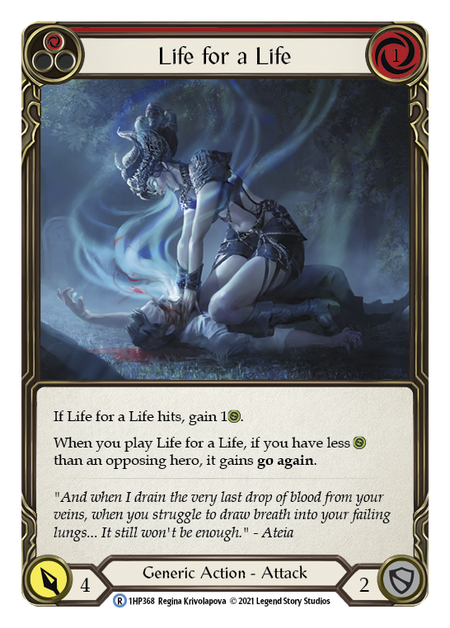 Life for a Life
1
If Life for a Life hits, gain 1.
When you play Life for a Life, if you have less
than an opposing hero, it gains go again.
"And when I drain the very last drop of blood from your
veins, when you struggle to draw breath into your failing
lungs... It still won't be enough." - Ateia
4
Generic Action - Attack
2
R 1HP368 Regina Krivolapova © 2021 Legend Story Studios